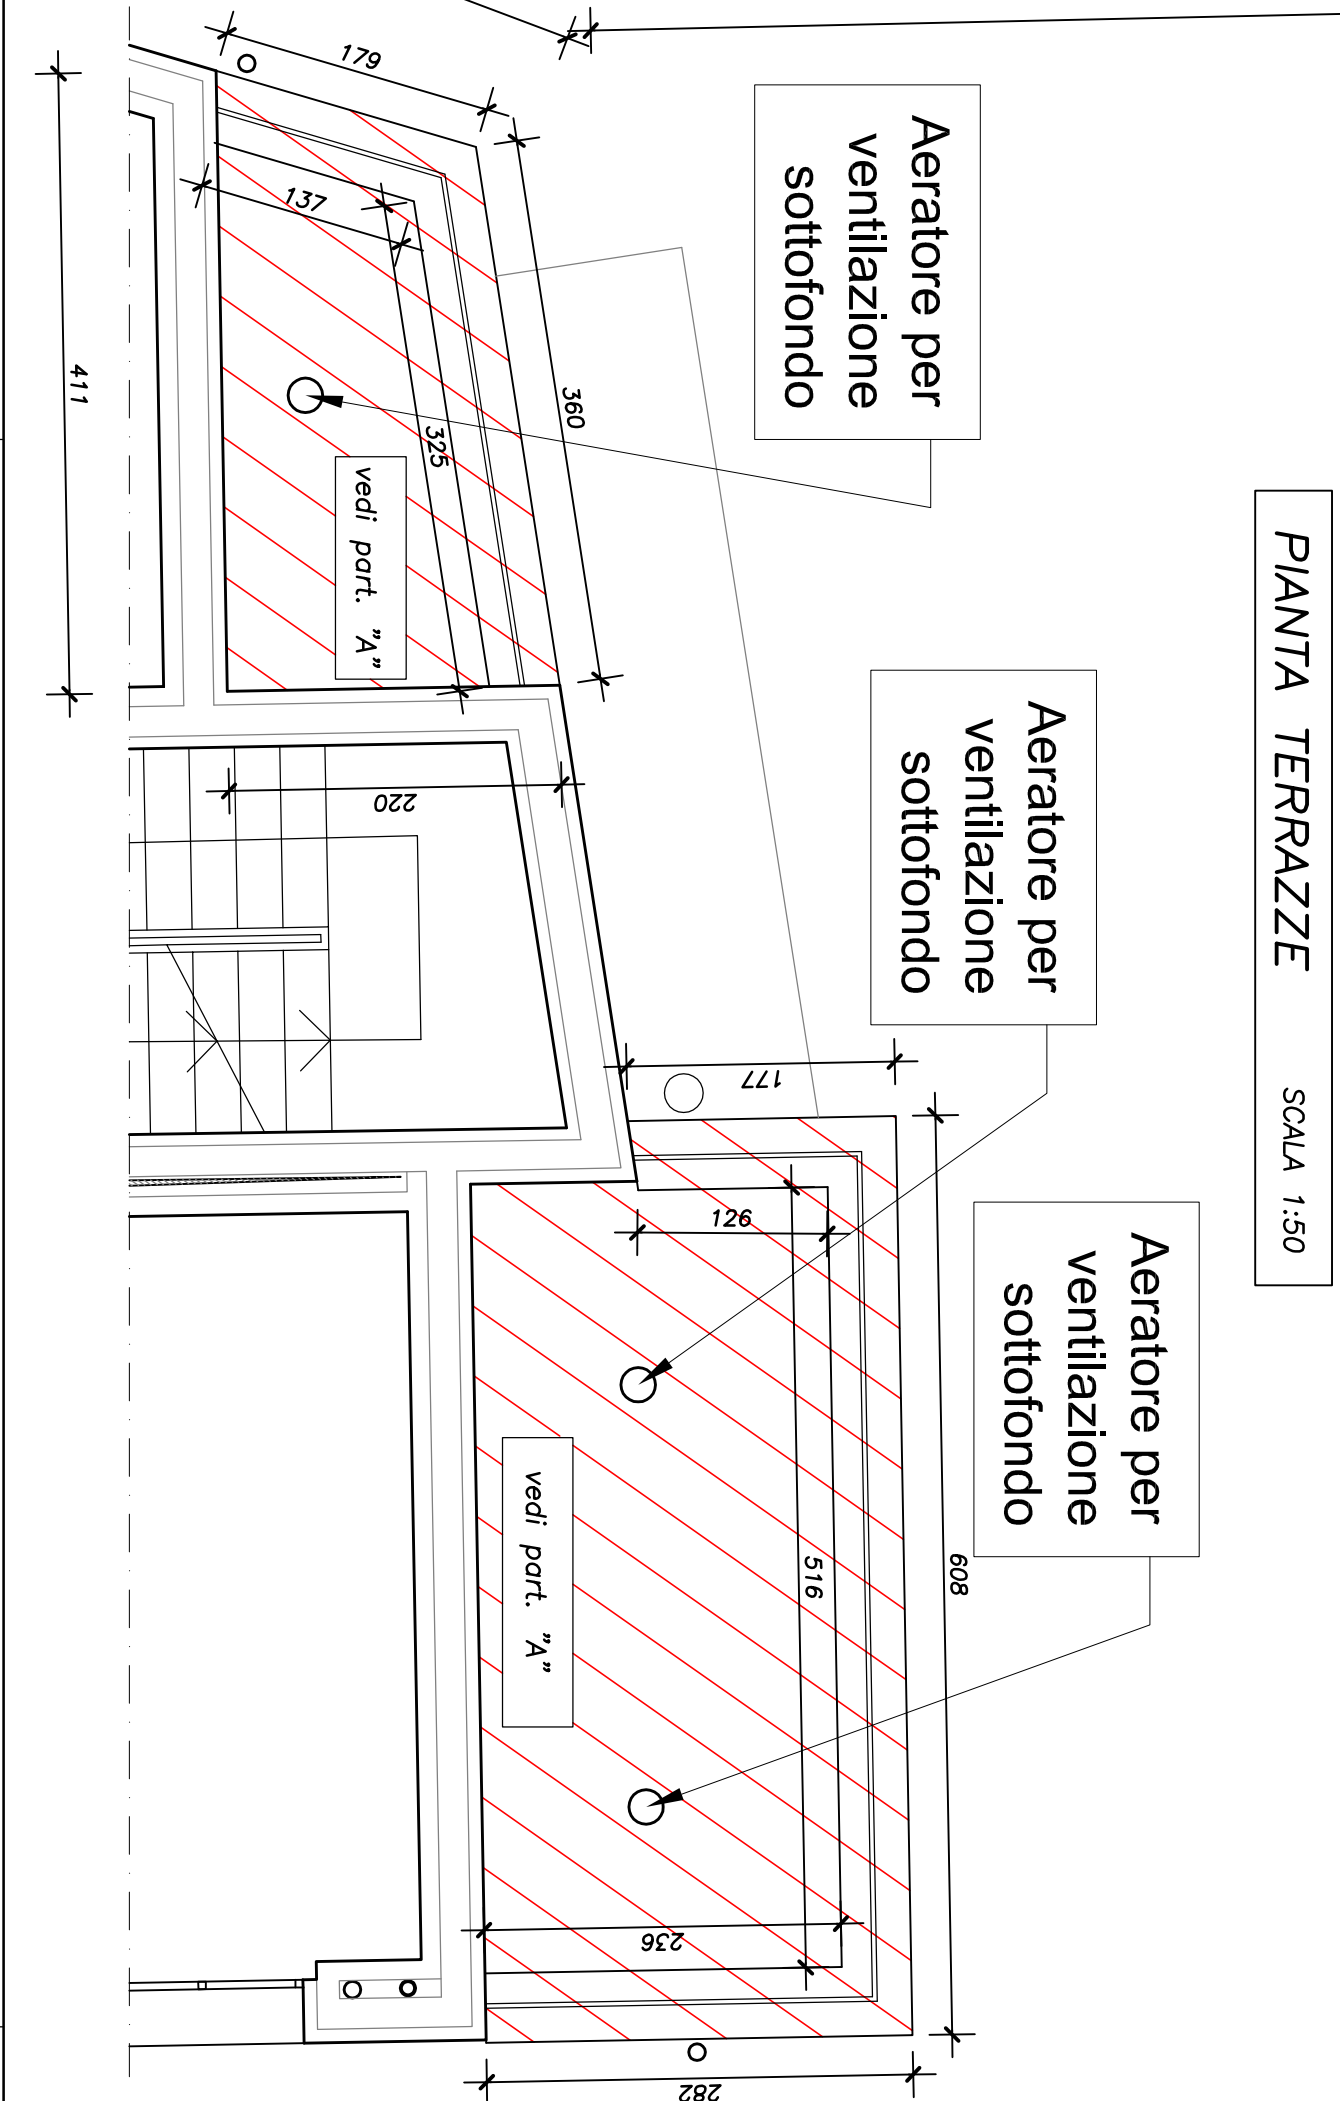 PIANTA TERRAZZE SCALA 1:50
Aeratore per
ventilazione
sottofondo
Aeratore per
ventilazione
sottofondo
Aeratore per
ventilazione
sottofondo
179
137
360
325
411
vedi part. "A"
220
177
126
608
516
vedi part. "A"
236
282